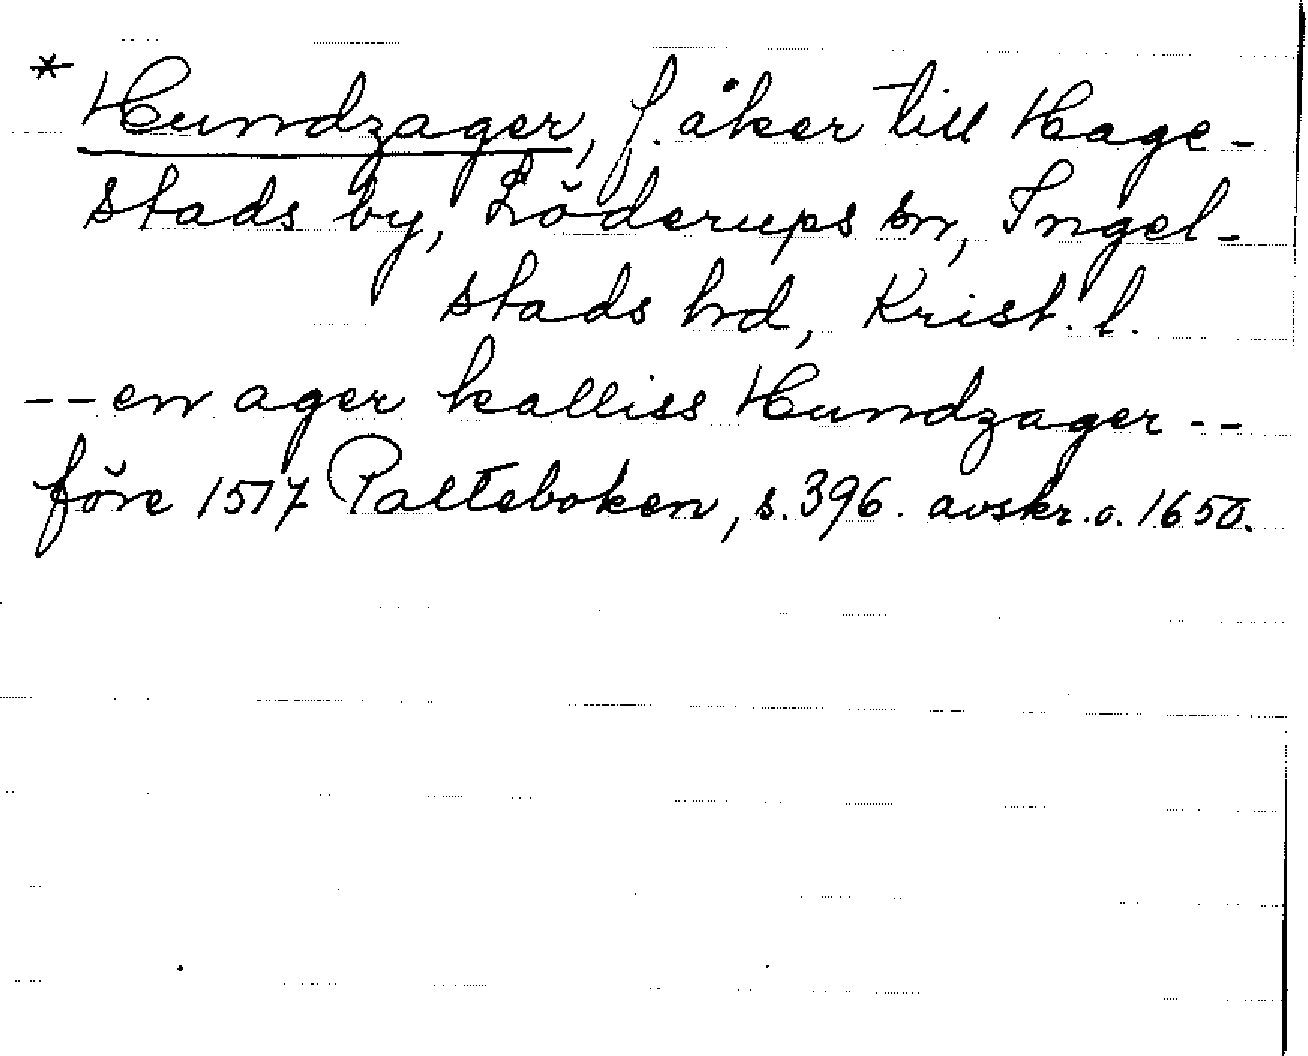 * Hundzager, f. åker till Hage-
stads by, Löderups sn, Ingel-
stads hrd, Krist. l.
-- en ager kalliss Hundzager --
före 1517 Palteboken, s. 396. avskr. o. 1650.